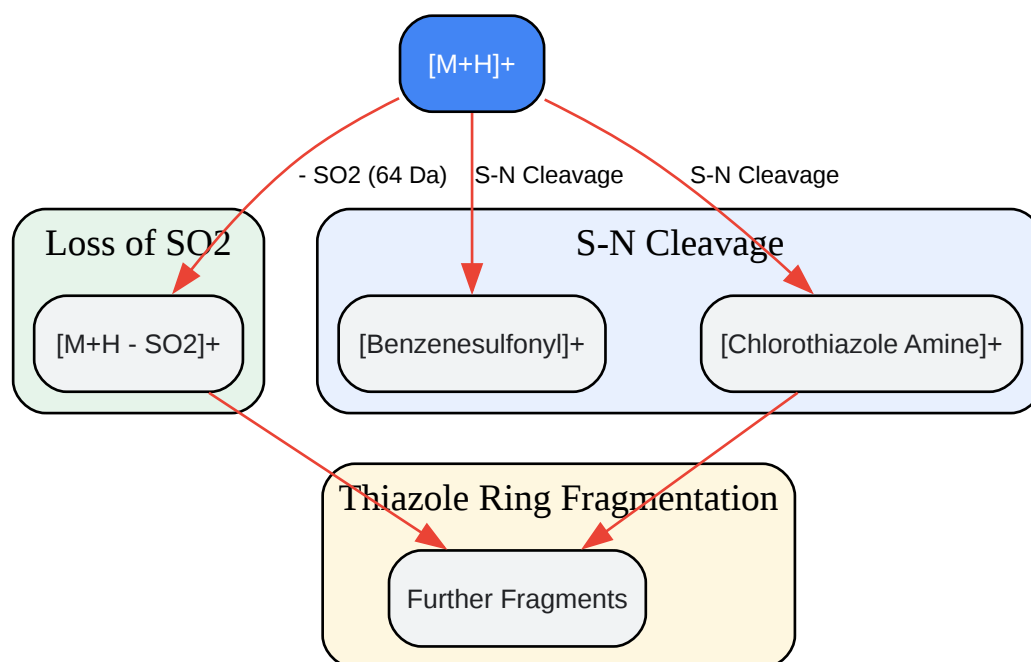 [M+H]+
- SO2 (64 Da)
S-N Cleavage
S-N Cleavage
Loss of SO2
S-N Cleavage
[M+H - SO2]+
[Benzenesulfonyl]+
[Chlorothiazole Amine]+
Thiazole Ring Fragmentation
Further Fragments